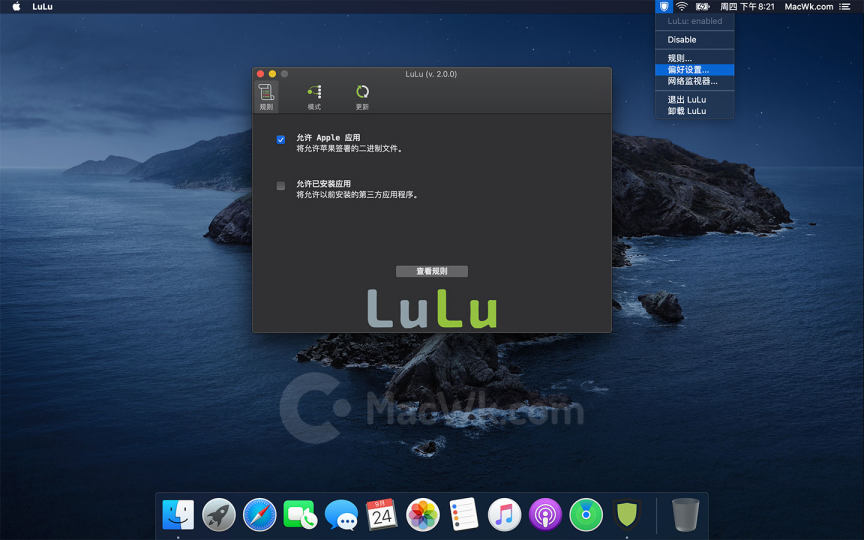 LuLu
周四 下午 8:21
MacWk.com
LuLu: enabled
Disable
规则...
偏好设置...
网络监视器...
退出 LuLu
卸载 LuLu
LuLu (v. 2.0.0)
规则
模式
更新
允许 Apple 应用
将允许苹果签署的二进制文件。
允许已安装应用
将允许以前安装的第三方应用程序。
查看规则
LuLu
MacWk.com
9月
24